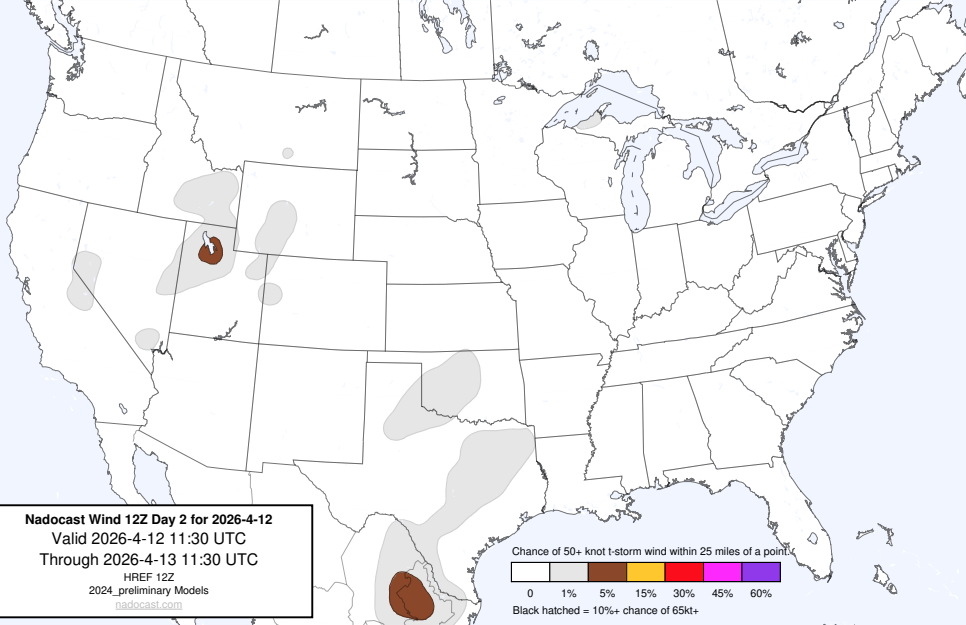 Nadocast Wind 12Z Day 2 for 2026-4-12
Valid 2026-4-12 11:30 UTC
Through 2026-4-13 11:30 UTC
HREF 12Z
2024_preliminary Models
nadocast.com
Chance of 50+ knot t-storm wind within 25 miles of a point.
0 1% 5% 15% 30% 45% 60%
Black hatched = 10%+ chance of 65kt+